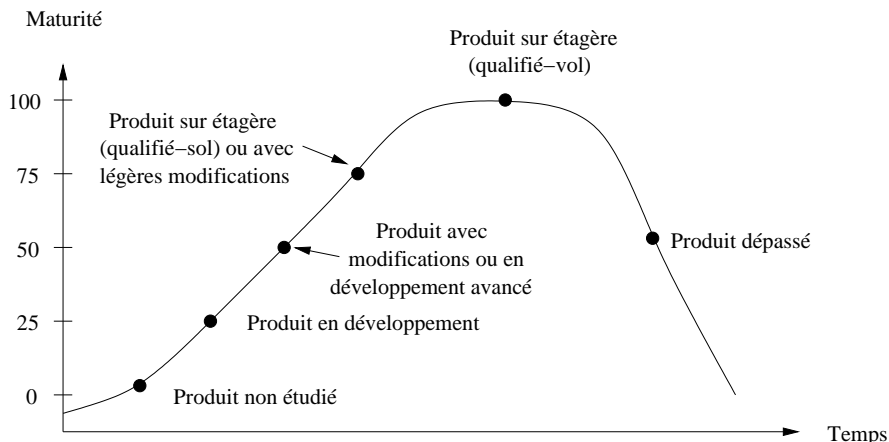 Maturité
Produit sur étagère
(qualifié−vol)
100
Produit sur étagère
(qualifié−sol) ou avec
légères modifications
75
Produit avec
modifications ou en
développement avancé
50
Produit dépassé
25
Produit en développement
0
Produit non étudié
Temps